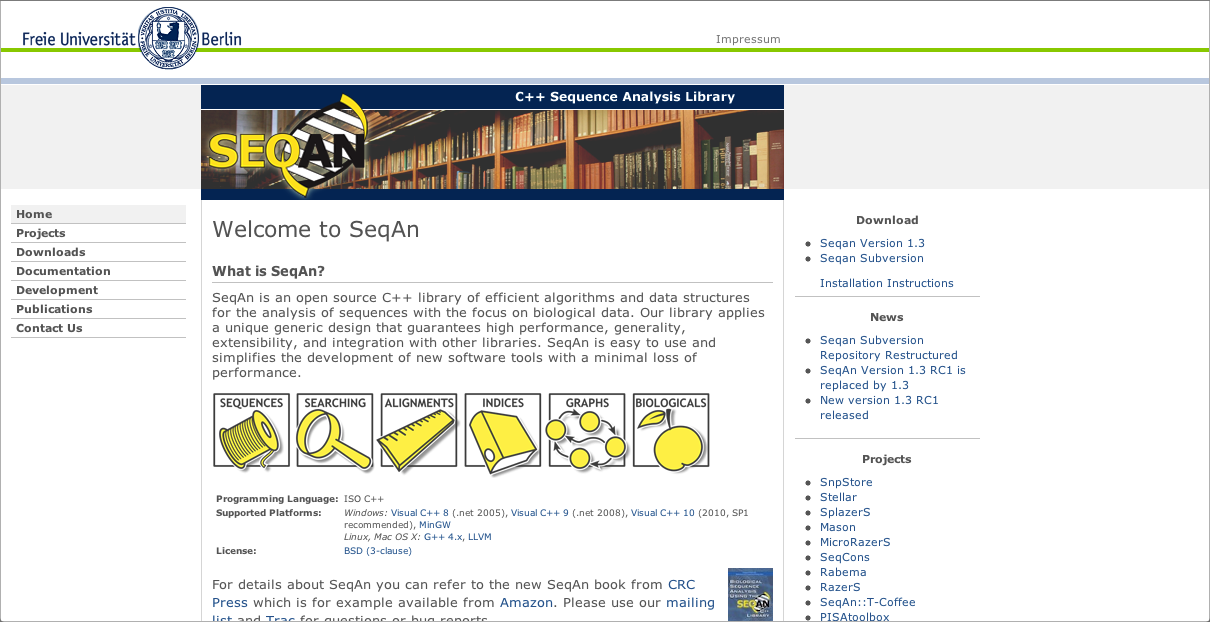 Freie Universität Berlin
Impressum
C++ Sequence Analysis Library
SEQAN
Home
Projects
Downloads
Documentation
Development
Publications
Contact Us
Welcome to SeqAn
What is SeqAn?
SeqAn is an open source C++ library of efficient algorithms and data structures
for the analysis of sequences with the focus on biological data. Our library applies
a unique generic design that guarantees high performance, generality,
extensibility, and integration with other libraries. SeqAn is easy to use and
simplifies the development of new software tools with a minimal loss of
performance.
SEQUENCES SEARCHING ALIGNMENTS INDICES GRAPHS BIOLOGICALS
Programming Language: ISO C++
Supported Platforms: Windows: Visual C++ 8 (.net 2005), Visual C++ 9 (.net 2008), Visual C++ 10 (2010, SP1
recommended), MinGW
Linux, Mac OS X: G++ 4.x, LLVM
License: BSD (3-clause)
For details about SeqAn you can refer to the new SeqAn book from CRC
Press which is for example available from Amazon. Please use our mailing
list and Trac for questions or bug reports.
BIOLOGICAL
SEQUENCE
ANALYSIS
USING THE
SEQAN
C++
LIBRARY
Download
Seqan Version 1.3
Seqan Subversion
Installation Instructions
News
Seqan Subversion
Repository Restructured
SeqAn Version 1.3 RC1 is
replaced by 1.3
New version 1.3 RC1
released
Projects
SnpStore
Stellar
SplazerS
Mason
MicroRazerS
SeqCons
Rabema
RazerS
SeqAn::T-Coffee
PISAtoolbox